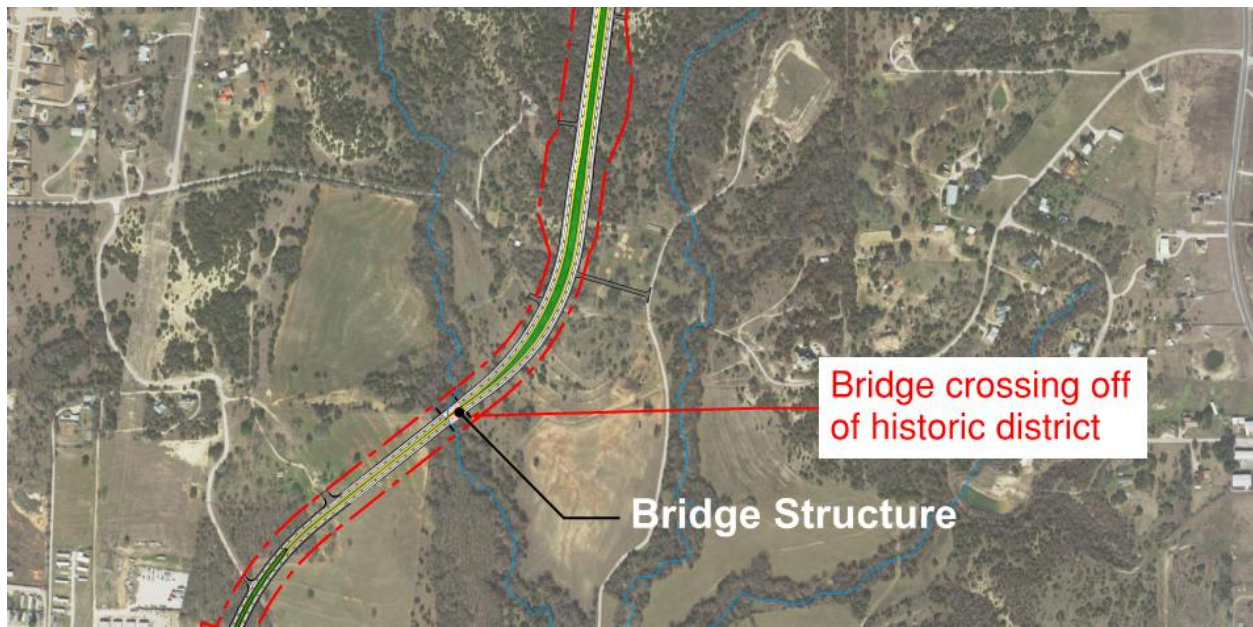 Bridge crossing off
of historic district
Bridge Structure